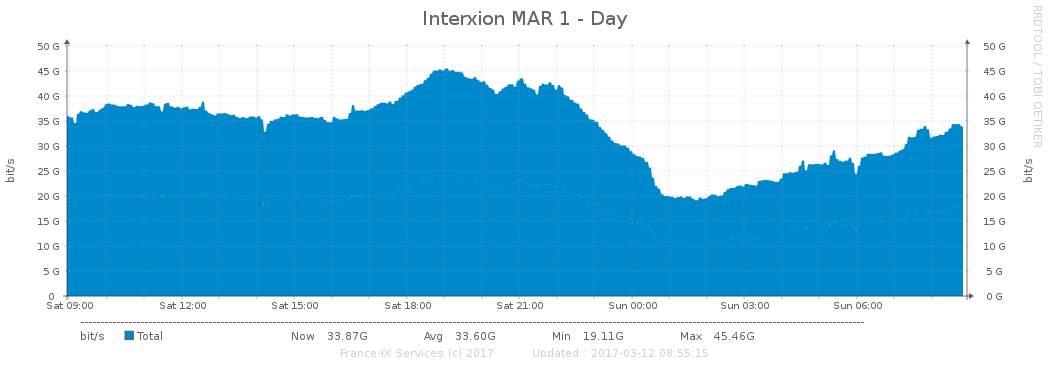 Interxion MAR 1 - Day
RRDTOOL / TOBI OETIKER
bit/s
50 G 50 G
45 G 45 G
40 G 40 G
35 G 35 G
30 G 30 G
25 G 25 G
20 G 20 G
15 G 15 G
10 G 10 G
5 G 5 G
0 0 G
bit/s
Sat 09:00 Sat 12:00 Sat 15:00 Sat 18:00 Sat 21:00 Sun 00:00 Sun 03:00 Sun 06:00
bit/s Total Now 33.87G Avg 33.60G Min 19.11G Max 45.46G
France-IX Services (c) 2017 Updated : 2017-03-12 08:55:15